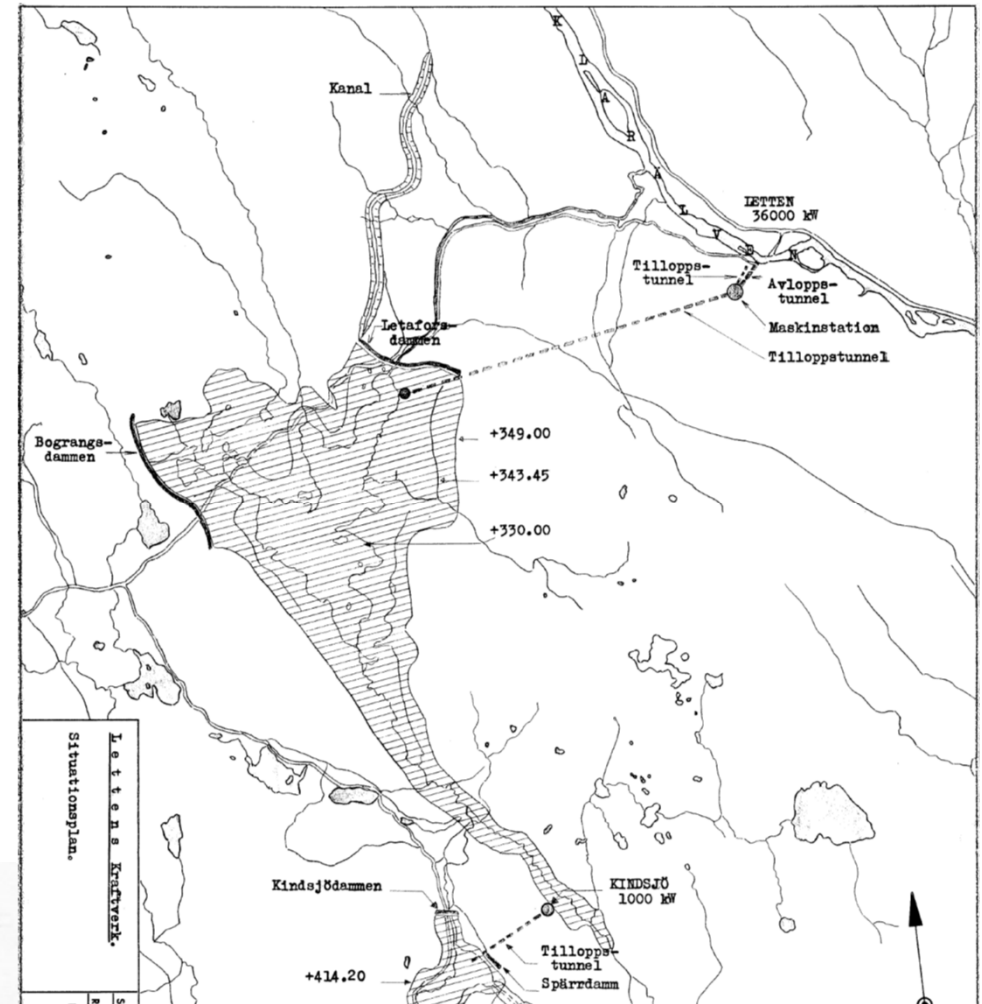 K
D
A
R
Ä
L
V
E
N
Kanal
LETTEN
36000 kW
Tillopps-
tunnel
Avlopps-
tunnel
Maskinstation
Tilloppstunnel
Letafors-
dammen
Bograngs-
dammen
+349.00
+343.45
+330.00
Lettens Kraftverk.
Situationsplan.
Kindsjödammen
KINDSJÖ
1000 kW
Tillopps-
tunnel
Spärrdamm
+414.20
S
R